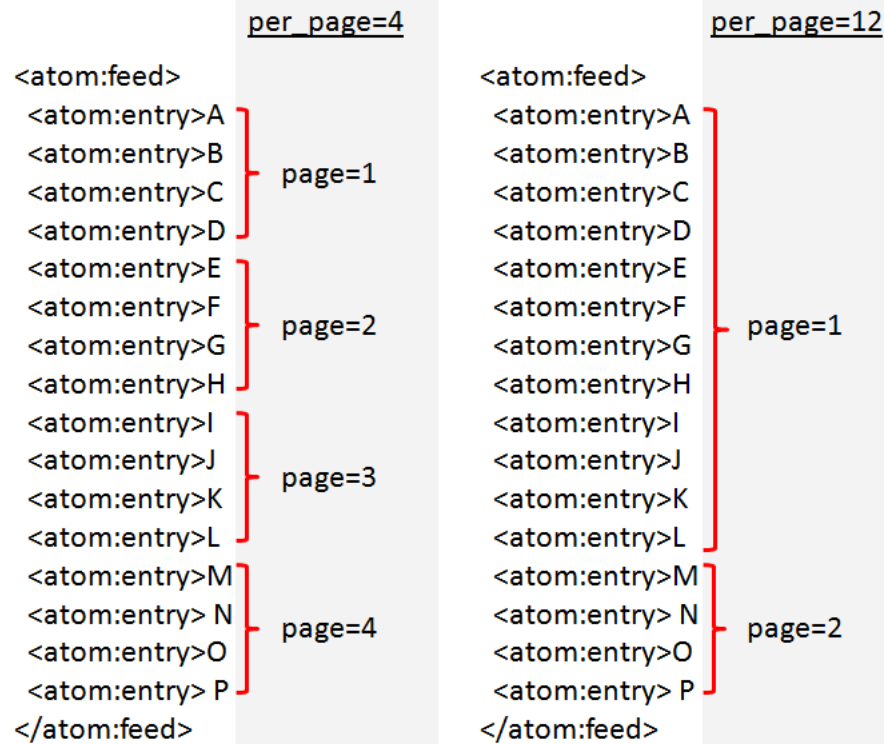 per_page=4
<atom:feed>
<atom:entry>A
<atom:entry>B
<atom:entry>C
<atom:entry>D
page=1
<atom:entry>E
<atom:entry>F
<atom:entry>G
<atom:entry>H
page=2
<atom:entry>I
<atom:entry>J
<atom:entry>K
<atom:entry>L
page=3
<atom:entry>M
<atom:entry> N
<atom:entry>O
<atom:entry> P
page=4
</atom:feed>
per_page=12
<atom:feed>
<atom:entry>A
<atom:entry>B
<atom:entry>C
<atom:entry>D
<atom:entry>E
<atom:entry>F
<atom:entry>G
<atom:entry>H
<atom:entry>I
<atom:entry>J
<atom:entry>K
<atom:entry>L
page=1
<atom:entry>M
<atom:entry> N
<atom:entry>O
<atom:entry> P
page=2
</atom:feed>